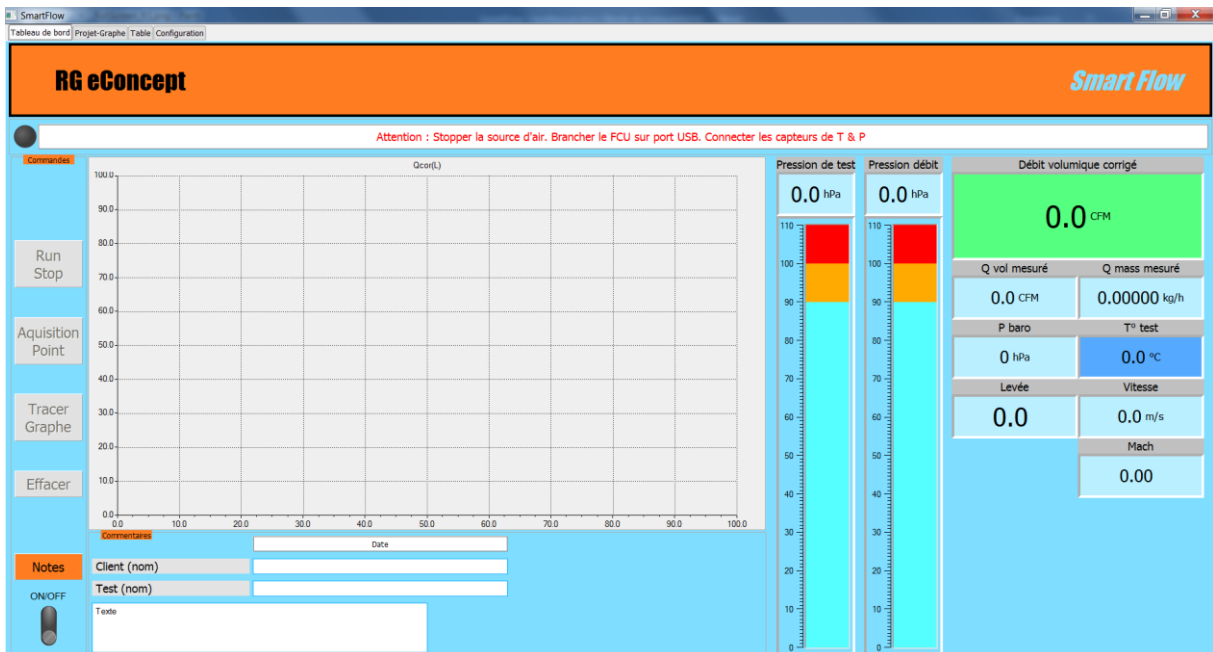 SmartFlow
Tableau de bord Projet-Graphe Table Configuration
RG eConcept
Smart Flow
Attention : Stopper la source d'air. Brancher le FCU sur port USB. Connecter les capteurs de T & P
Commandes
Run
Stop
Aquisition
Point
Tracer
Graphe
Effacer
Notes
ON/OFF
Qcor(L)
100.0
90.0
80.0
70.0
60.0
50.0
40.0
30.0
20.0
10.0
0.0
0.0 10.0 20.0 30.0 40.0 50.0 60.0 70.0 80.0 90.0 100.0
Commentaires
Date
Client (nom)
Test (nom)
Texte
Pression de test
0.0 hPa
110
100
90
80
70
60
50
40
30
20
10
0
Pression débit
0.0 hPa
110
100
90
80
70
60
50
40
30
20
10
0
Débit volumique corrigé
0.0 CFM
Q vol mesuré Q mass mesuré
0.0 CFM 0.00000 kg/h
P baro T° test
0 hPa 0.0 °C
Levée Vitesse
0.0 0.0 m/s
Mach
0.00